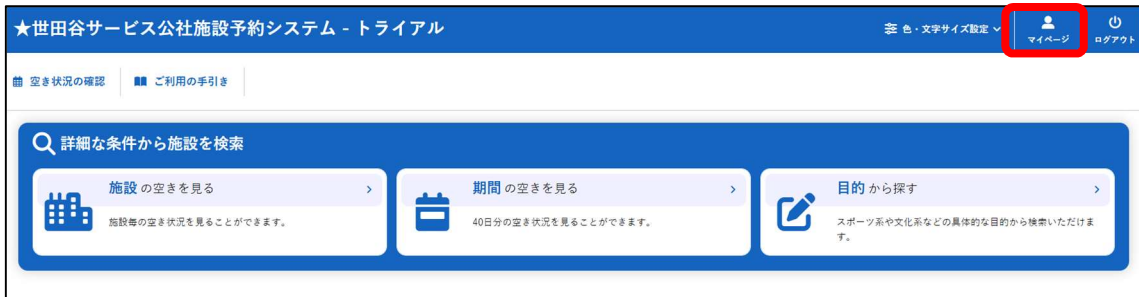 ★世田谷サービス公社施設予約システム - トライアル
色・文字サイズ設定
マイページ
ログアウト
空き状況の確認
ご利用の手引き
詳細な条件から施設を検索
施設 の空きを見る
施設毎の空き状況を見ることができます。
期間 の空きを見る
40日分の空き状況を見ることができます。
目的 から探す
スポーツ系や文化系などの具体的な目的から検索いただけま
す。